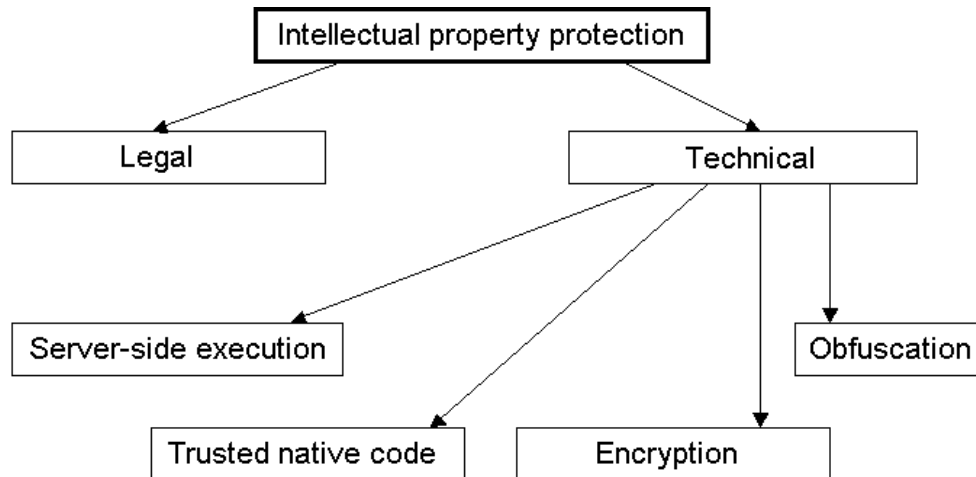 Intellectual property protection
Legal
Technical
Server-side execution
Obfuscation
Trusted native code
Encryption